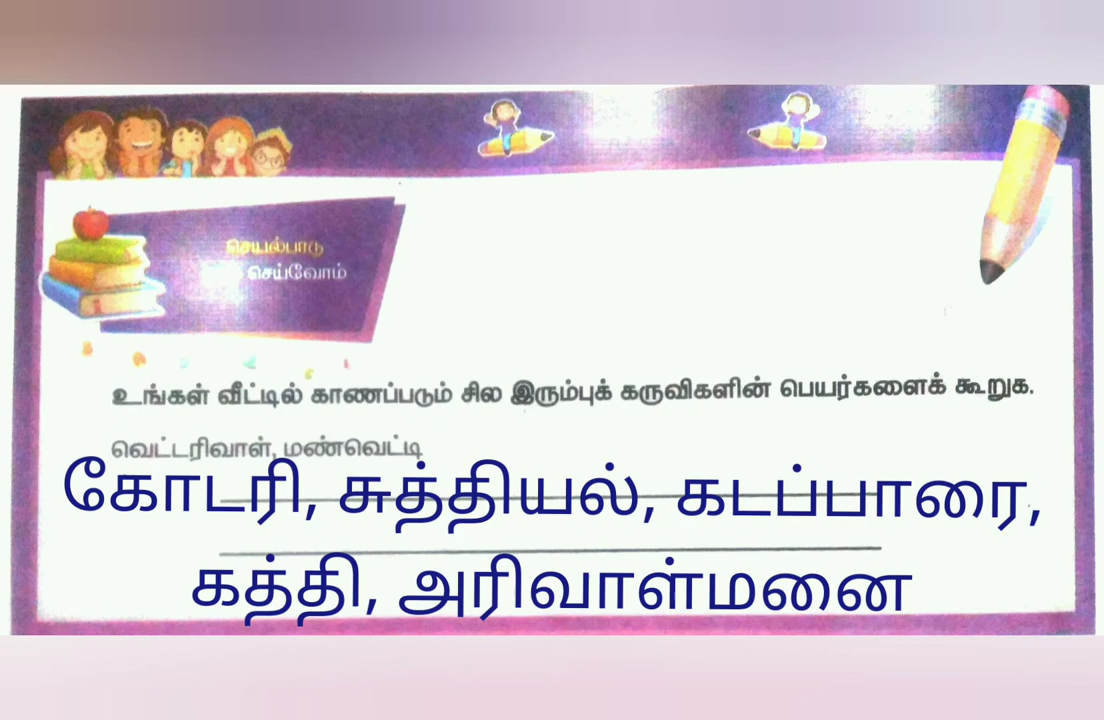 செயல்பாடு
செய்வோம்
உங்கள் வீட்டில் காணப்படும் சில இரும்புக் கருவிகளின் பெயர்களைக் கூறுக.
வெட்டரிவாள், மண்வெட்டி
கோடரி, சுத்தியல், கடப்பாரை,
கத்தி, அரிவாள்மனை